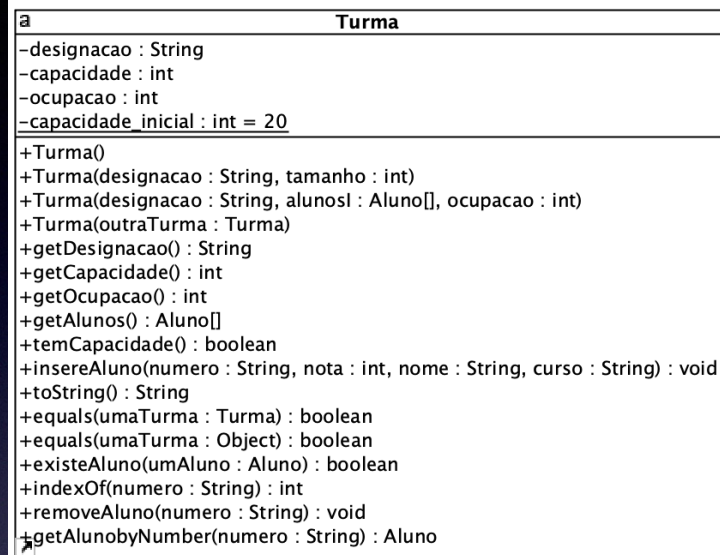 a
Turma
-designacao : String
-capacidade : int
-ocupacao : int
-capacidade_inicial : int = 20
+Turma()
+Turma(designacao : String, tamanho : int)
+Turma(designacao : String, alunosI : Aluno[], ocupacao : int)
+Turma(outraTurma : Turma)
+getDesignacao() : String
+getCapacidade() : int
+getOcupacao() : int
+getAlunos() : Aluno[]
+temCapacidade() : boolean
+insereAluno(numero : String, nota : int, nome : String, curso : String) : void
+toString() : String
+equals(umaTurma : Turma) : boolean
+equals(umaTurma : Object) : boolean
+existeAluno(umAluno : Aluno) : boolean
+indexOf(numero : String) : int
+removeAluno(numero : String) : void
+getAlunobyNumber(numero : String) : Aluno